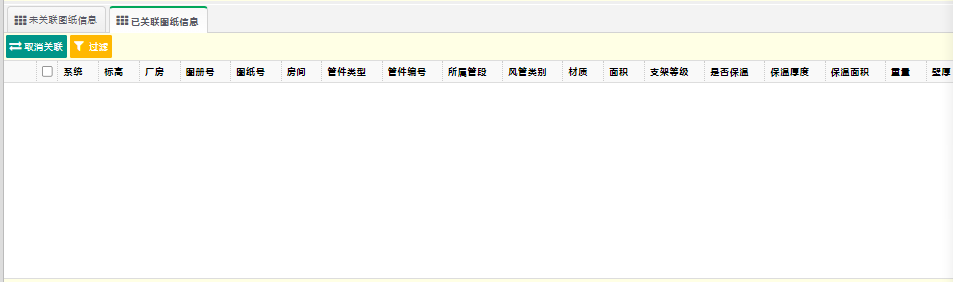 未关联图纸信息 已关联图纸信息
取消关联 过滤
系统 标高 厂房 图册号 图纸号 房间 管件类型 管件编号 所属管段 风管类别 材质 面积 支架等级 是否保温 保温厚度 保温面积 重量 壁厚